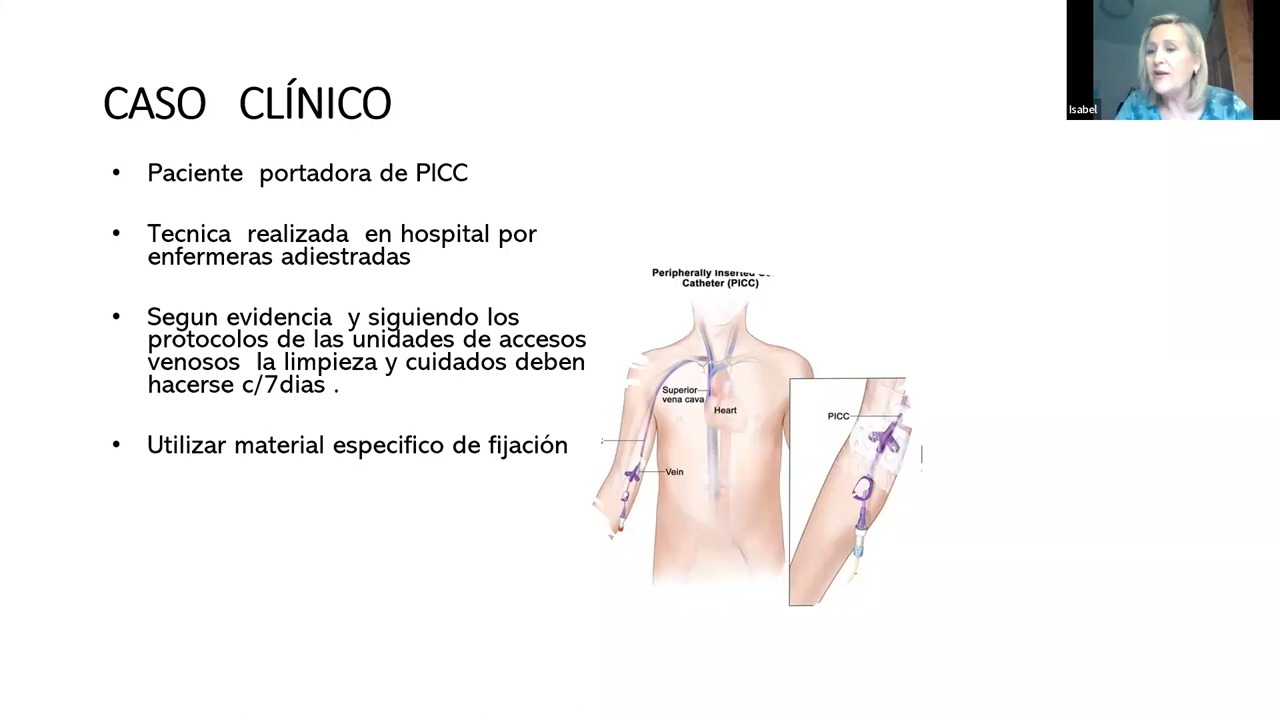 CASO CLÍNICO
• Paciente portadora de PICC
• Tecnica realizada en hospital por
enfermeras adiestradas
• Segun evidencia y siguiendo los
protocolos de las unidades de accesos
venosos la limpieza y cuidados deben
hacerse c/7dias .
• Utilizar material especifico de fijación
Peripherally Inserted
Catheter (PICC)
Superior
vena cava
Heart
Vein
PICC
Isabel